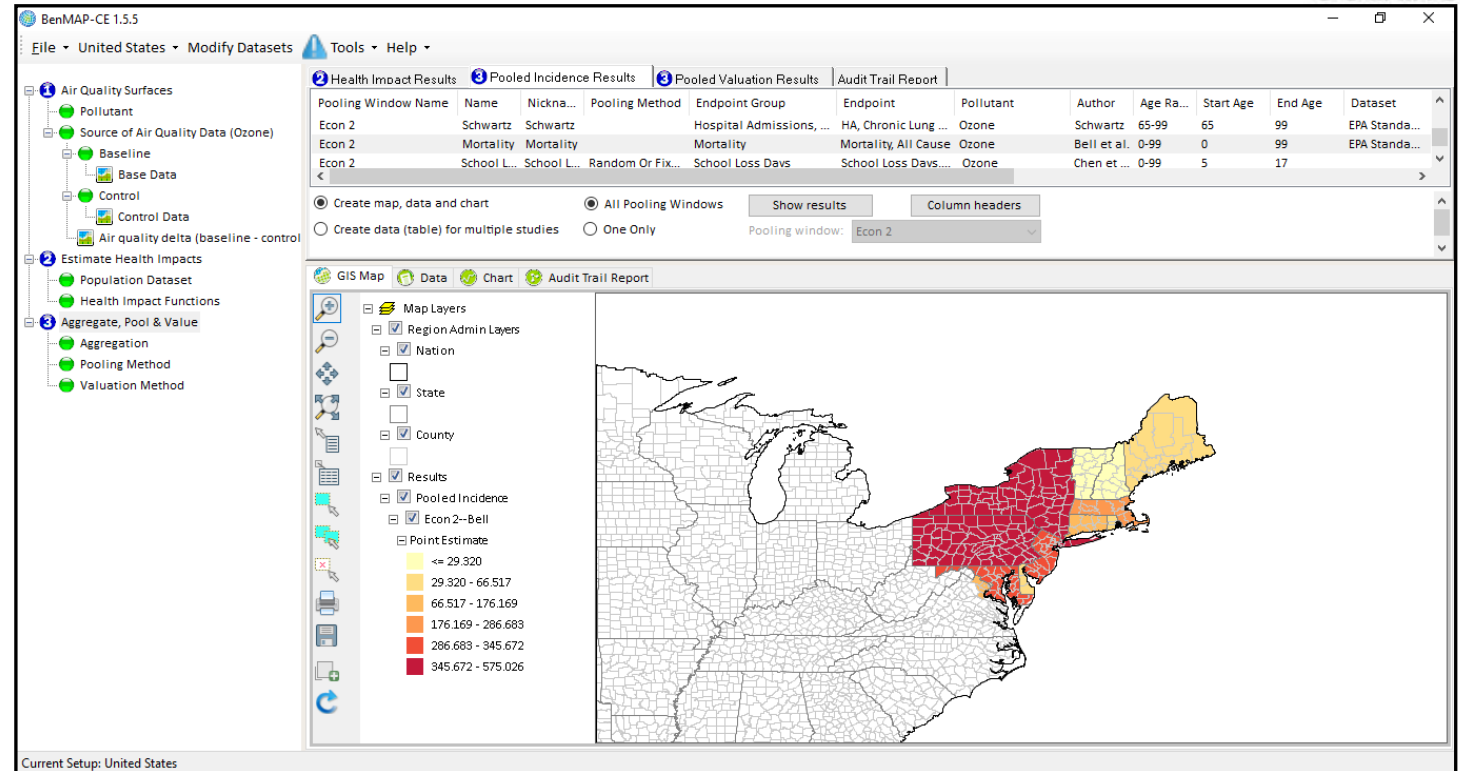 BenMAP-CE 1.5.5
File United States Modify Datasets Tools Help
1 Air Quality Surfaces
Pollutant
Source of Air Quality Data (Ozone)
Baseline
Base Data
Control
Control Data
Air quality delta (baseline - control
2 Estimate Health Impacts
Population Dataset
Health Impact Functions
3 Aggregate, Pool & Value
Aggregation
Pooling Method
Valuation Method
2 Health Impact Results 3 Pooled Incidence Results 3 Pooled Valuation Results Audit Trail Report
Pooling Window Name Name Nickna... Pooling Method Endpoint Group Endpoint Pollutant Author Age Ra... Start Age End Age Dataset
Econ 2 Schwartz Schwartz Hospital Admissions, ... HA, Chronic Lung ... Ozone Schwartz 65-99 65 99 EPA Standa...
Econ 2 Mortality Mortality Mortality Mortality, All Cause Ozone Bell et al. 0-99 0 99 EPA Standa...
Econ 2 School L... School L... Random Or Fix... School Loss Days School Loss Days.... Ozone Chen et ... 0-99 5 17
Create map, data and chart All Pooling Windows Show results Column headers
Create data (table) for multiple studies One Only Pooling window: Econ 2
GIS Map Data Chart Audit Trail Report
Map Layers
Region Admin Layers
Nation
State
County
Results
Pooled Incidence
Econ 2--Bell
Point Estimate
<= 29.320
29.320 - 66.517
66.517 - 176.169
176.169 - 286.683
286.683 - 345.672
345.672 - 575.026
Current Setup: United States